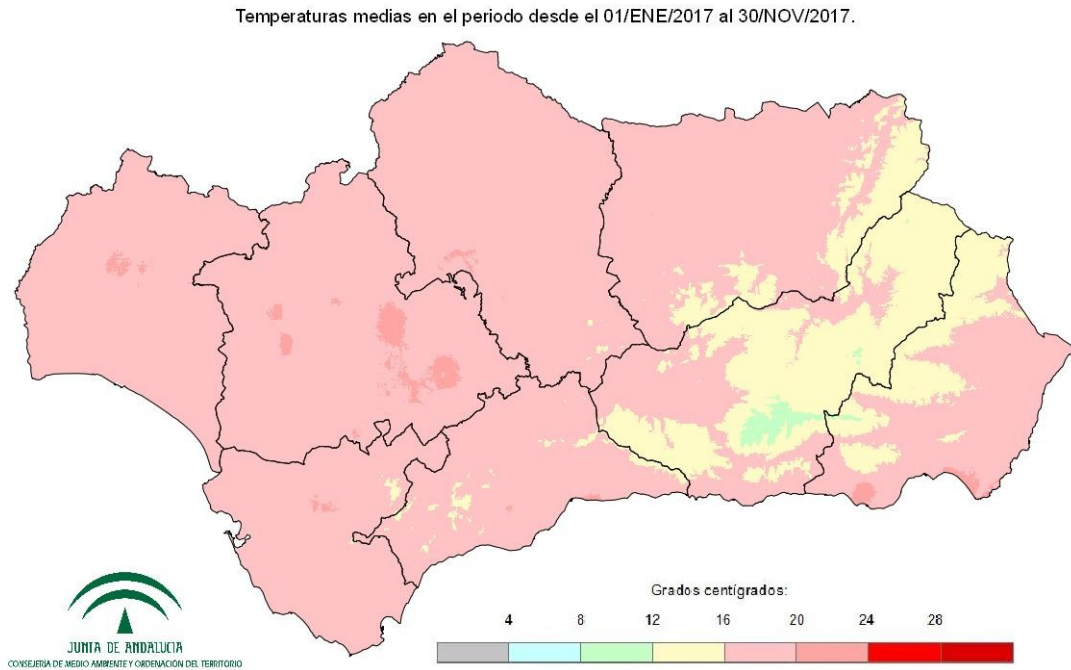 Temperaturas medias en el periodo desde el 01/ENE/2017 al 30/NOV/2017.
Grados centígrados:
4 8 12 16 20 24 28
JUNTA DE ANDALUCIA
CONSEJERIA DE MEDIO AMBIENTE Y ORDENACIÓN DEL TERRITORIO